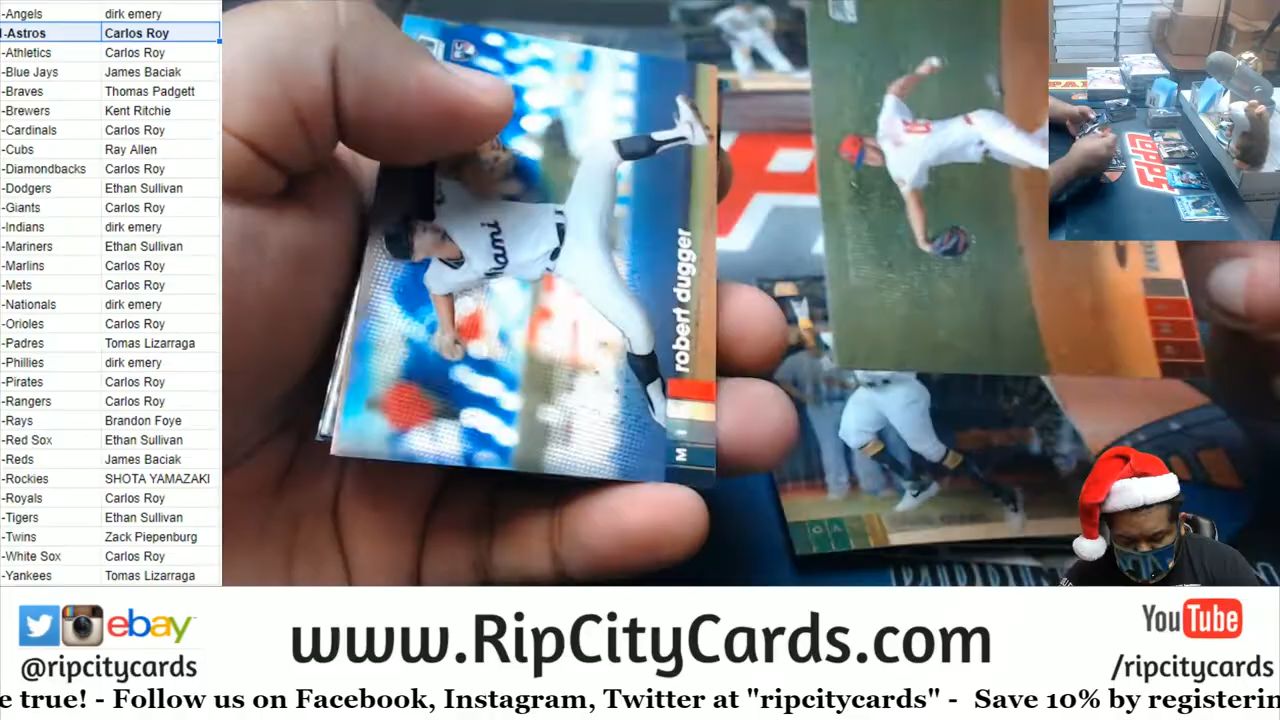 -Angels dirk emery
-Astros Carlos Roy
-Athletics Carlos Roy
-Blue Jays James Baciak
-Braves Thomas Padgett
-Brewers Kent Ritchie
-Cardinals Carlos Roy
-Cubs Ray Allen
-Diamondbacks Carlos Roy
-Dodgers Ethan Sullivan
-Giants Carlos Roy
-Indians dirk emery
-Mariners Ethan Sullivan
-Marlins Carlos Roy
-Mets Carlos Roy
-Nationals dirk emery
-Orioles Carlos Roy
-Padres Tomas Lizarraga
-Phillies dirk emery
-Pirates Carlos Roy
-Rangers Carlos Roy
-Rays Brandon Foye
-Red Sox Ethan Sullivan
-Reds James Baciak
-Rockies SHOTA YAMAZAKI
-Royals Carlos Roy
-Tigers Ethan Sullivan
-Twins Zack Piepenburg
-White Sox Carlos Roy
-Yankees Tomas Lizarraga
robert dugger
M I
OA
TOPPS
ebay
@ripcitycards
www.RipCityCards.com
YouTube
/ripcitycards
e true! - Follow us on Facebook, Instagram, Twitter at "ripcitycards" - Save 10% by registerin